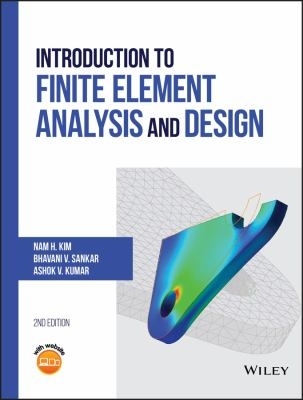 INTRODUCTION TO
FINITE ELEMENT
ANALYSIS AND DESIGN
NAM H. KIM
BHAVANI V. SANKAR
ASHOK V. KUMAR
2ND EDITION
with website
WILEY